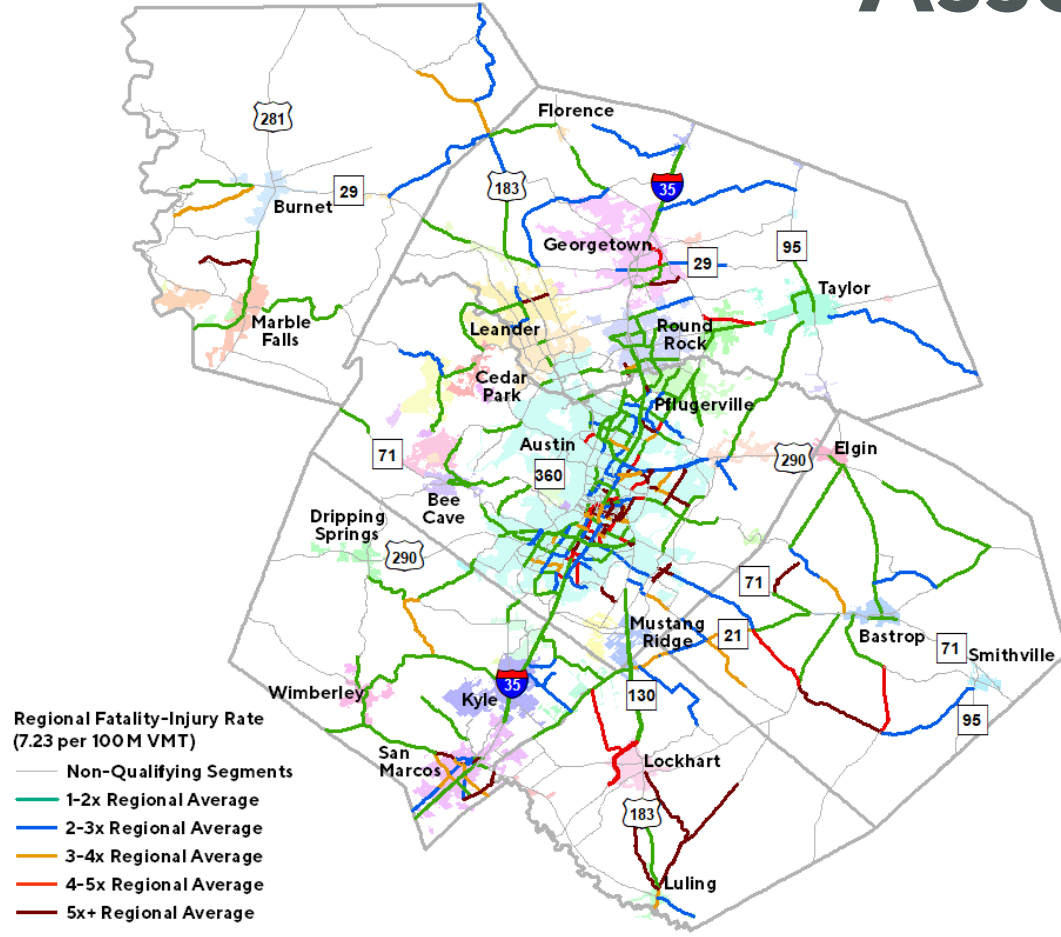 281
Florence
183
35
29
Burnet
Georgetown
95
29
Taylor
Marble
Falls
Leander
Round
Rock
Cedar
Park
Pflugerville
Austin
71
360
290
Elgin
Bee
Cave
Dripping
Springs
290
71
Mustang
Ridge
21
Bastrop
71
Smithville
Wimberley
35
Kyle
130
95
Regional Fatality-Injury Rate
(7.23 per 100M VMT)
Non-Qualifying Segments
1-2x Regional Average
2-3x Regional Average
3-4x Regional Average
4-5x Regional Average
5x+ Regional Average
San
Marcos
Lockhart
183
Luling